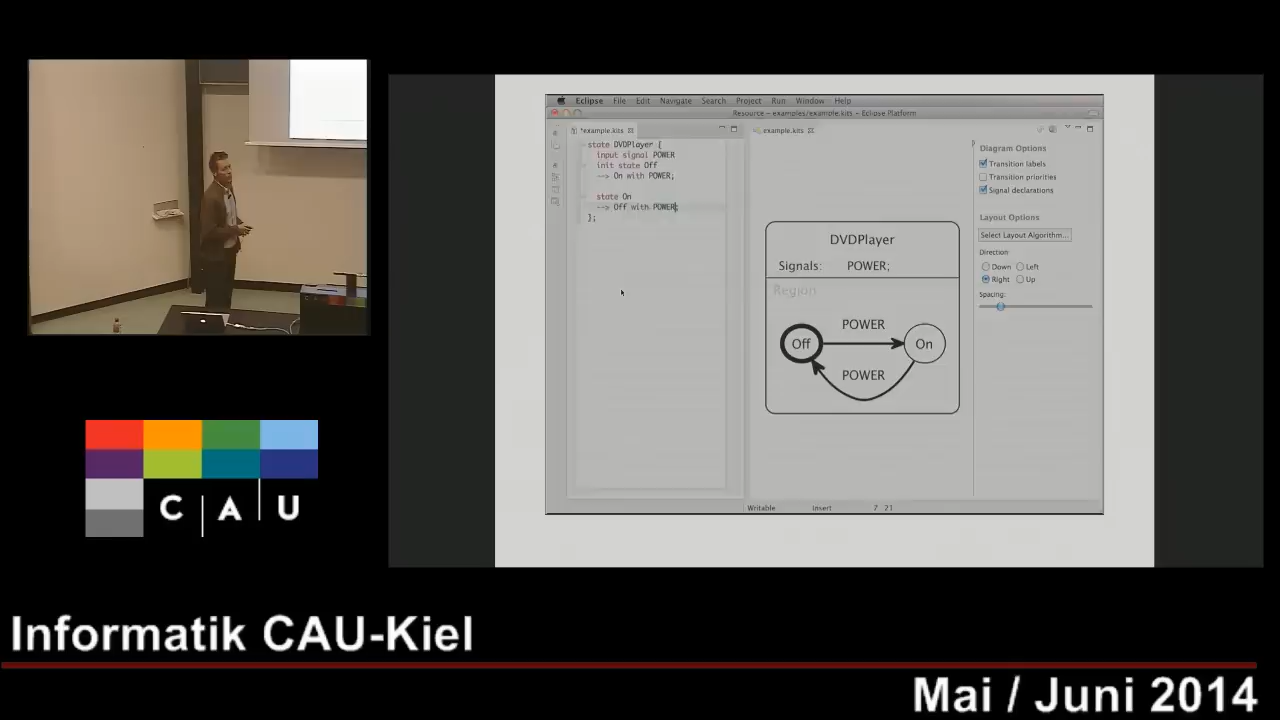 Eclipse File Edit Navigate Search Project Run Window Help
Resource – examples/example.kits – Eclipse Platform
*example.kits
example.kits
state DVDPlayer {
input signal POWER
init state Off
--> On with POWER;
state On
--> Off with POWER;
};
DVDPlayer
Signals: POWER;
Region
Off
POWER
On
POWER
Diagram Options
Transition labels
Transition priorities
Signal declarations
Layout Options
Select Layout Algorithm...
Direction:
Down Left
Right Up
Spacing:
Writable Insert 7 21
C A U
Informatik CAU-Kiel
Mai / Juni 2014